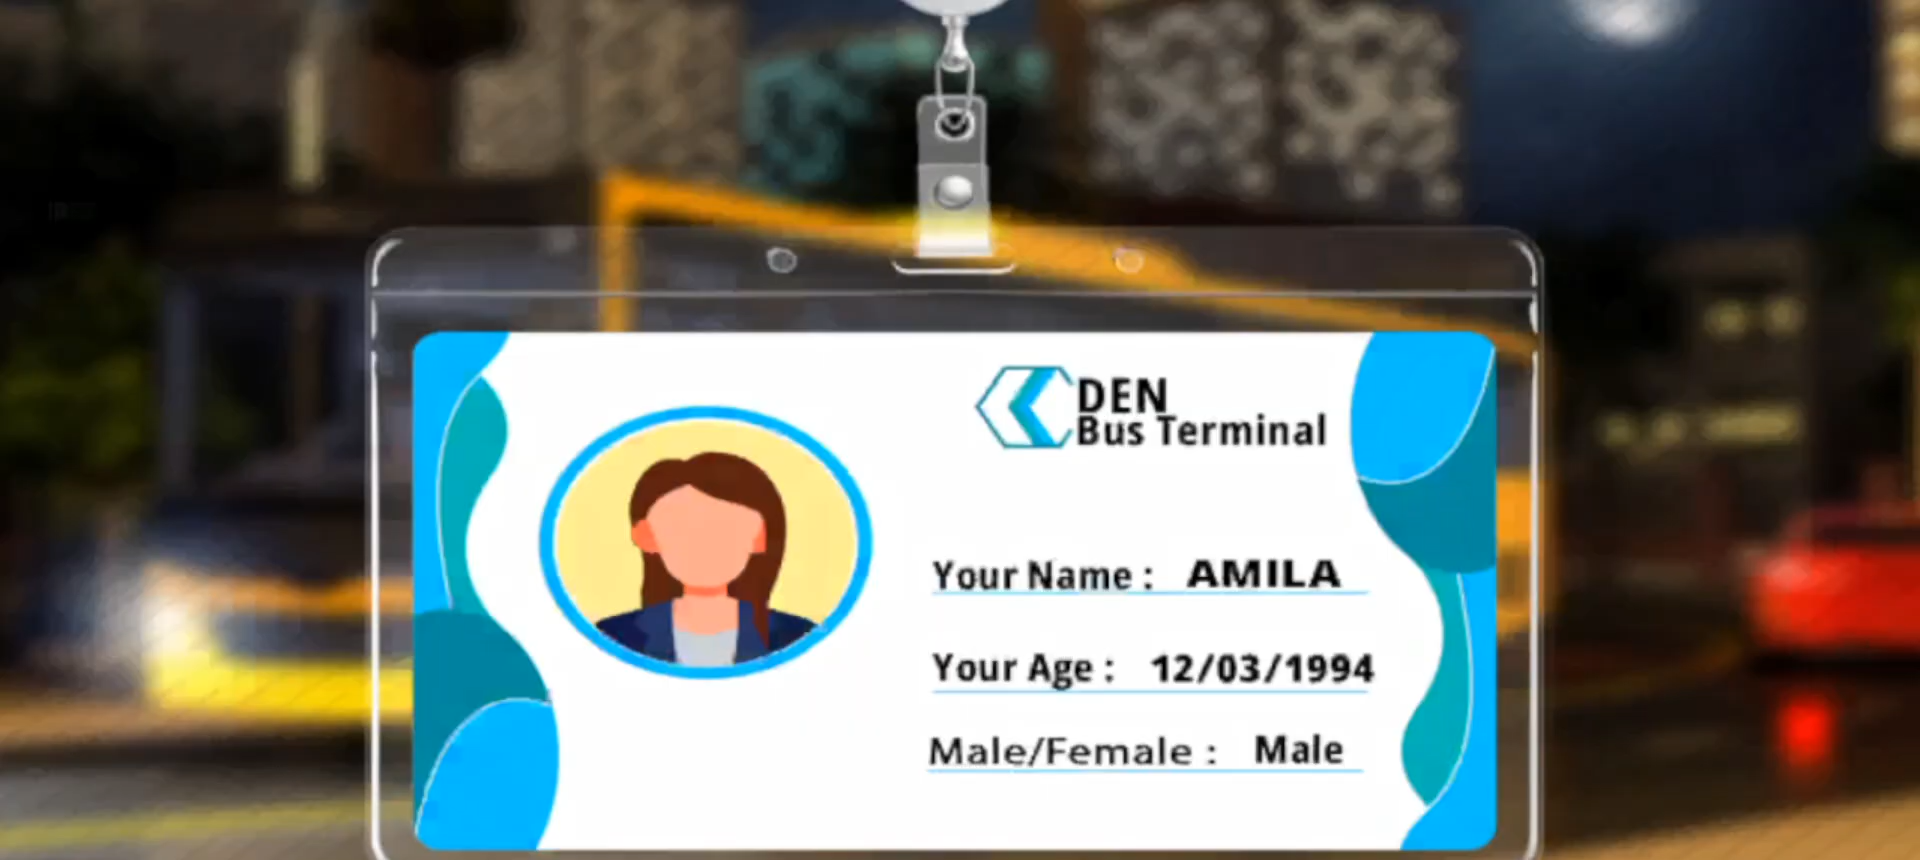 DEN
Bus Terminal
Your Name : AMILA
Your Age : 12/03/1994
Male/Female : Male